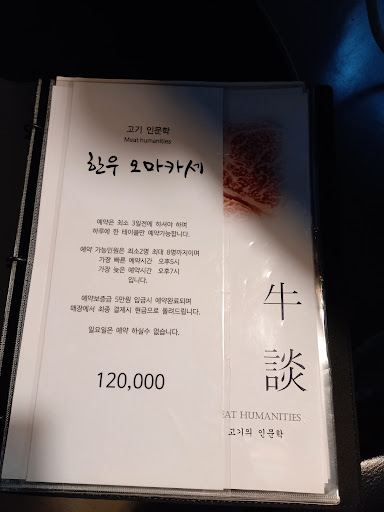 고기 인문학
Meat humanities
한우 오마카세
예약은 최소 3일전에 하셔야 하며
하루에 한 테이블만 예약가능합니다.
예약 가능인원은 최소2명 최대 8명까지이며
가장 빠른 예약시간 오후5시
가장 늦은 예약시간 오후7시
입니다.
예약보증금 5만원 입금시 예약완료되며
매장에서 최종 결제시 현금으로 돌려드립니다.
일요일은 예약 하실수 없습니다.
120,000
牛
談
EAT HUMANITIES
고기의 인문학